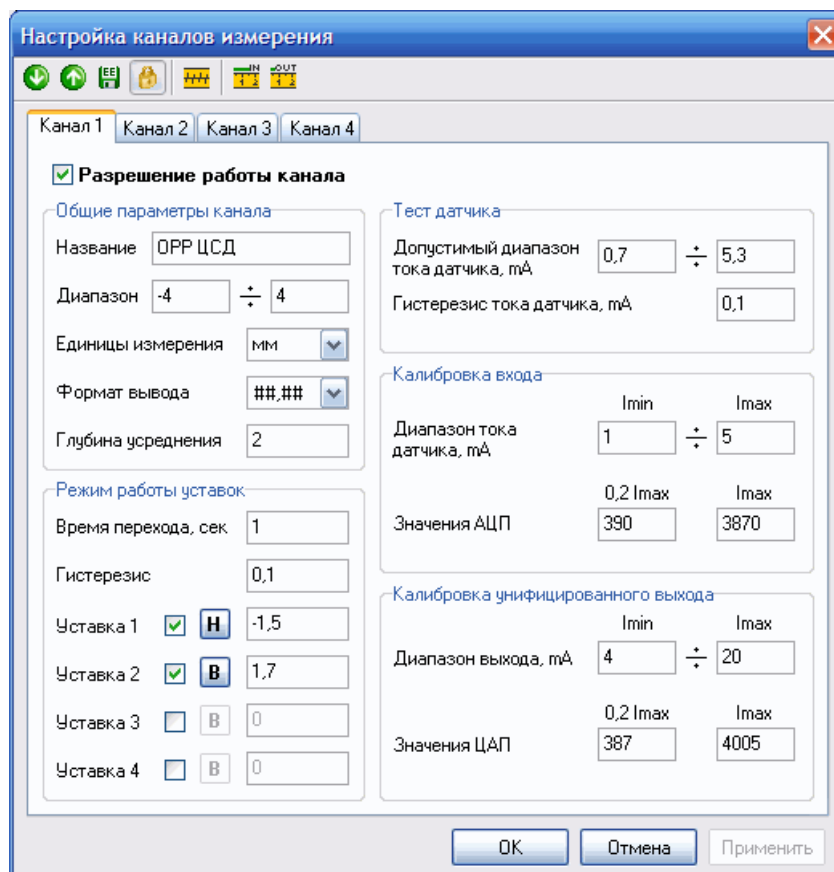 Настройка каналов измерения
EE IN OUT
Канал 1 Канал 2 Канал 3 Канал 4
Разрешение работы канала
Общие параметры канала
Название ОРР ЦСД
Диапазон -4 ÷ 4
Единицы измерения мм
Формат вывода ##,##
Глубина усреднения 2
Режим работы уставок
Время перехода, сек 1
Гистерезис 0,1
Уставка 1 Н -1,5
Уставка 2 В 1,7
Уставка 3 В 0
Уставка 4 В 0
Тест датчика
Допустимый диапазон
тока датчика, mA 0,7 ÷ 5,3
Гистерезис тока датчика, mA 0,1
Калибровка входа
Imin Imax
Диапазон тока
датчика, mA 1 ÷ 5
0,2 Imax Imax
Значения АЦП 390 3870
Калибровка унифицированного выхода
Imin Imax
Диапазон выхода, mA 4 ÷ 20
0,2 Imax Imax
Значения ЦАП 387 4005
OK Отмена Применить